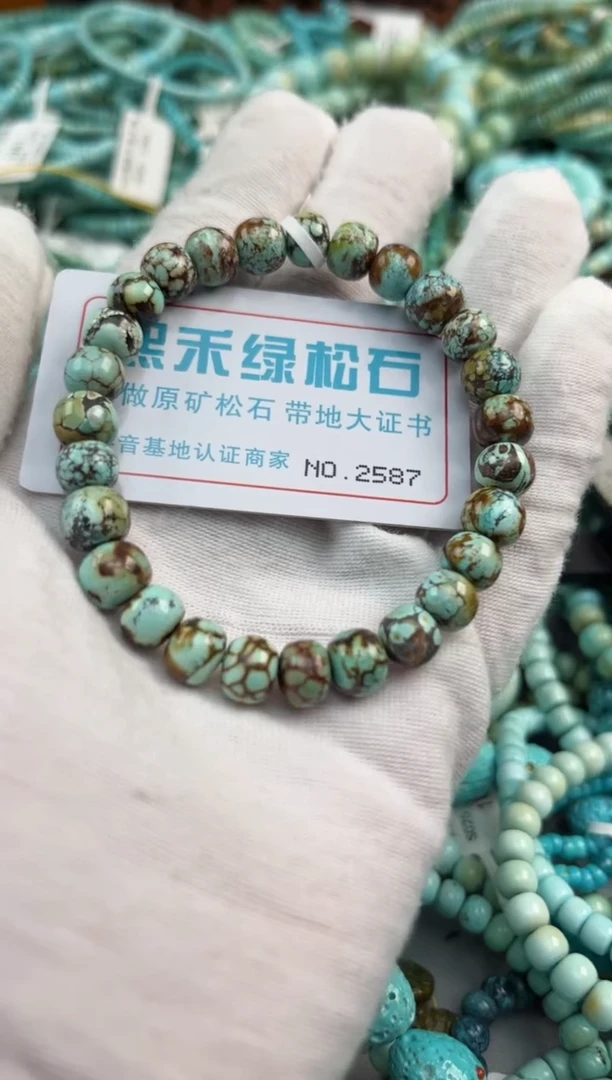 熙禾绿松石
做原矿松石 带地大证书
音基地认证商家
NO.2587